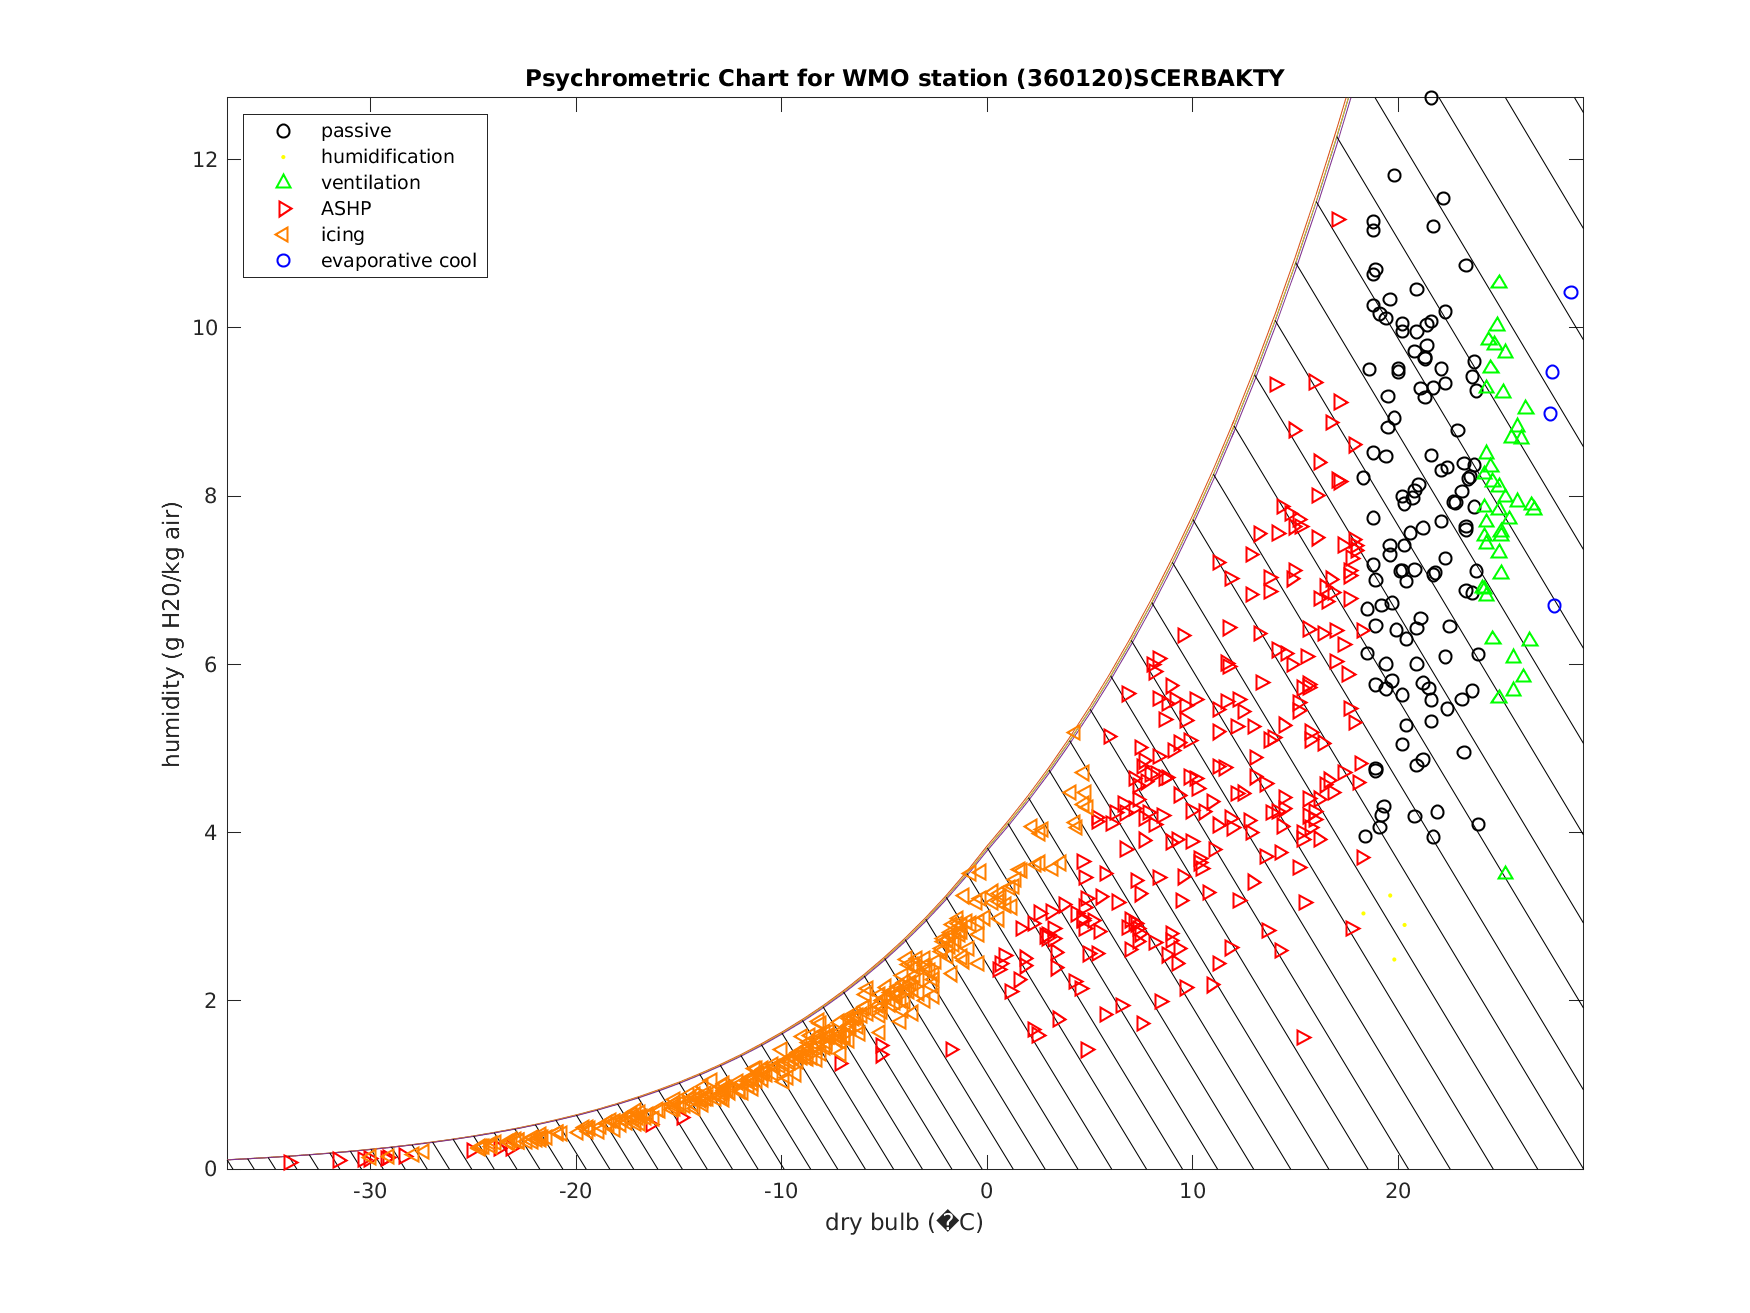 Psychrometric Chart for WMO station (360120)SCERBAKTY
passive
humidification
ventilation
ASHP
icing
evaporative cool
12
10
8
6
4
2
0
humidity (g H20/kg air)
-30
-20
-10
0
10
20
dry bulb (�C)